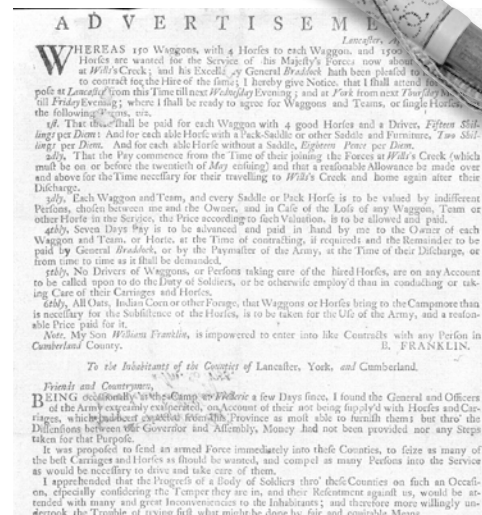 ADVERTISEME
Lancaster,
WHEREAS 150 Waggons, with 4 Horses to each Waggon, and 1500
Horses are wanted for the Service of his Majesty's Forces now about
at Wills's Creek; and his Excelle y General Braddock hath been pleased to
to contract for the Hire of the same; I hereby give Notice, that I shall attend
pose at Lancaster from this Time till next Wednesday Evening; and at York from next Thursday M
till Friday Evening; where I shall be ready to agree for Waggons and Teams, or single Horses,
the following Terms, viz.
1st. That there shall be paid for each Waggon with 4 good Horses and a Driver, Fifteen Shil-
lings per Diem: And for each able Horse with a Pack-Saddle or other Saddle and Furniture, Two Shil-
lings per Diem. And for each able Horse without a Saddle, Eighteen Pence per Diem.
2dly, That the Pay commence from the Time of their joining the Forces at Wills's Creek (which
must be on or before the twentieth of May ensuing) and that a reasonable Allowance be made over
and above for the Time necessary for their travelling to Wills's Creek and home again after their
Discharge.
3dly, Each Waggon and Team, and every Saddle or Pack Horse is to be valued by indifferent
Persons, chosen between me and the Owner, and in Case of the Loss of any Waggon, Team or
other Horse in the Service, the Price according to such Valuation, is to be allowed and paid.
4thly, Seven Days Pay is to be advanced and paid in hand by me to the Owner of each
Waggon and Team, or Horse, at the Time of contracting, if required; and the Remainder to be
paid by General Braddock, or by the Paymaster of the Army, at the Time of their Discharge, or
from time to time as it shall be demanded.
5thly, No Drivers of Waggons, or Persons taking care of the hired Horses, are on any Account
to be called upon to do the Duty of Soldiers, or be otherwise employ'd than in conducting or tak-
ing Care of their Carriages and Horses.
6thly, All Oats, Indian Corn or other Forage, that Waggons or Horses bring to the Camp more than
is necessary for the Subsistence of the Horses, is to be taken for the Use of the Army, and a reason-
able Price paid for it.
Note. My Son William Franklin, is impowered to enter into like Contracts with any Person in
Cumberland County. B. FRANKLIN.
To the Inhabitants of the Counties of Lancaster, York, and Cumberland.
Friends and Countrymen,
BEING occasionally at the Camp at Frederic a few Days since, I found the General and Officers
of the Army extreamly exasperated, on Account of their not being supply'd with Horses and Car-
riages, which had been expected from this Province as most able to furnish them; but thro' the
Dissensions between our Governor and Assembly, Money had not been provided nor any Steps
taken for that Purpose.
It was proposed to send an armed Force immediately into these Counties, to seize as many of
the best Carriages and Horses as should be wanted, and compel as many Persons into the Service
as would be necessary to drive and take care of them.
I apprehended that the Progress of a Body of Soldiers thro' these Counties on such an Occasi-
on, especially considering the Temper they are in, and their Resentment against us, would be at-
tended with many and great Inconveniencies to the Inhabitants; and therefore more willingly un-
dertook the Trouble of trying first what might be done by fair and equitable Means.